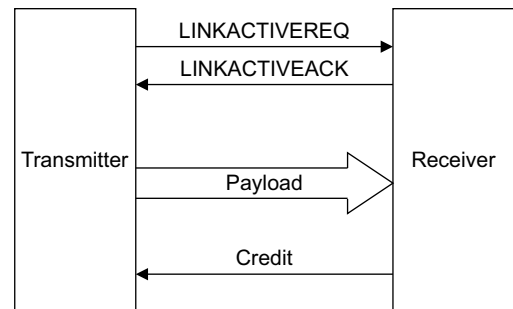 LINKACTIVEREQ
LINKACTIVEACK
Transmitter
Payload
Receiver
Credit